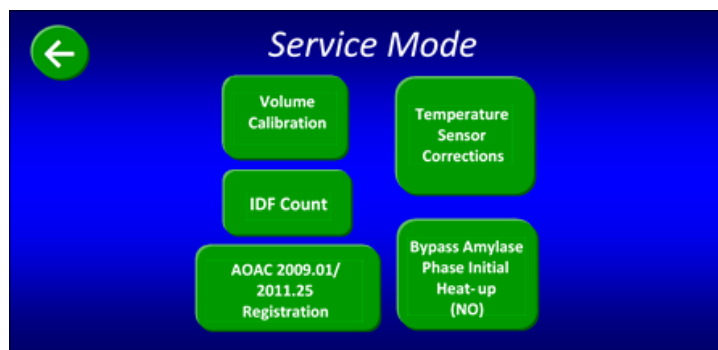 Service Mode
Volume
Calibration
Temperature
Sensor
Corrections
IDF Count
AOAC 2009.01/
2011.25
Registration
Bypass Amylase
Phase Initial
Heat-up
(NO)